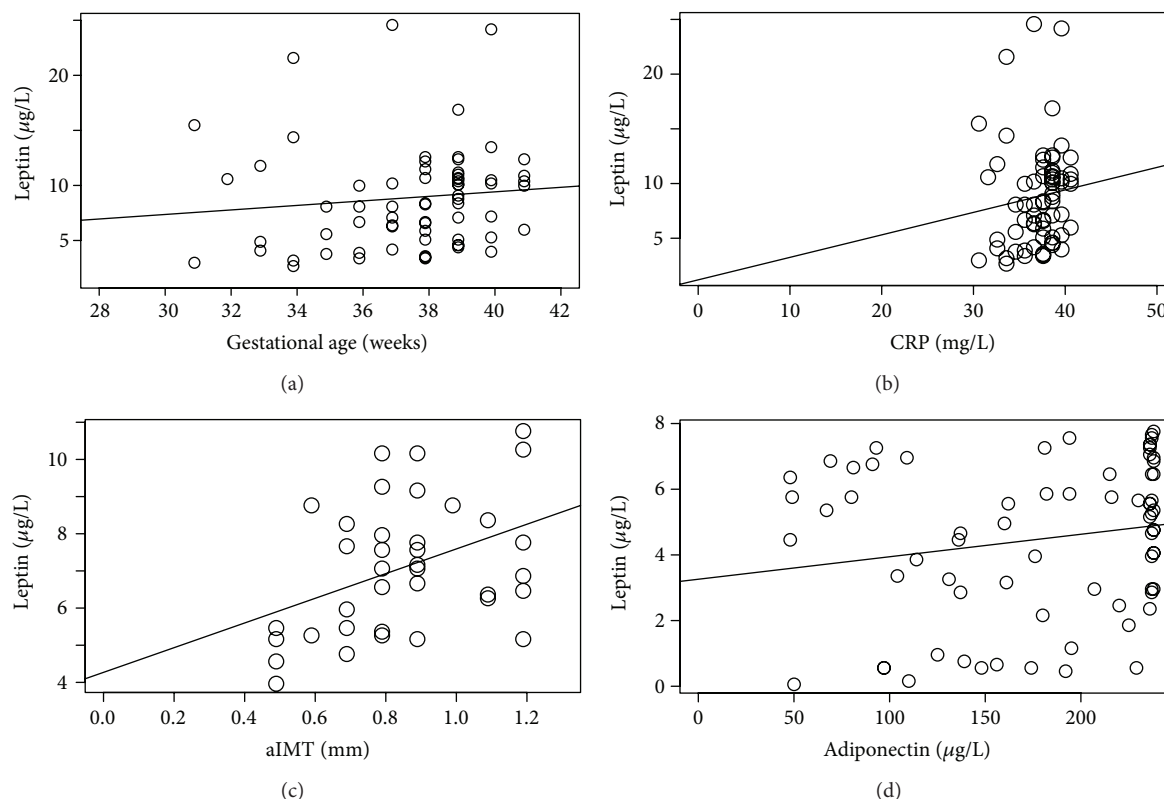 20
10
5
Leptin (μg/L)
28 30 32 34 36 38 40 42
Gestational age (weeks)
(a)
20
10
5
Leptin (μg/L)
0 10 20 30 40 50
CRP (mg/L)
(b)
10
8
6
4
Leptin (μg/L)
0.0 0.2 0.4 0.6 0.8 1.0 1.2
aIMT (mm)
(c)
8
6
4
2
0
Leptin (μg/L)
0 50 100 150 200
Adiponectin (μg/L)
(d)